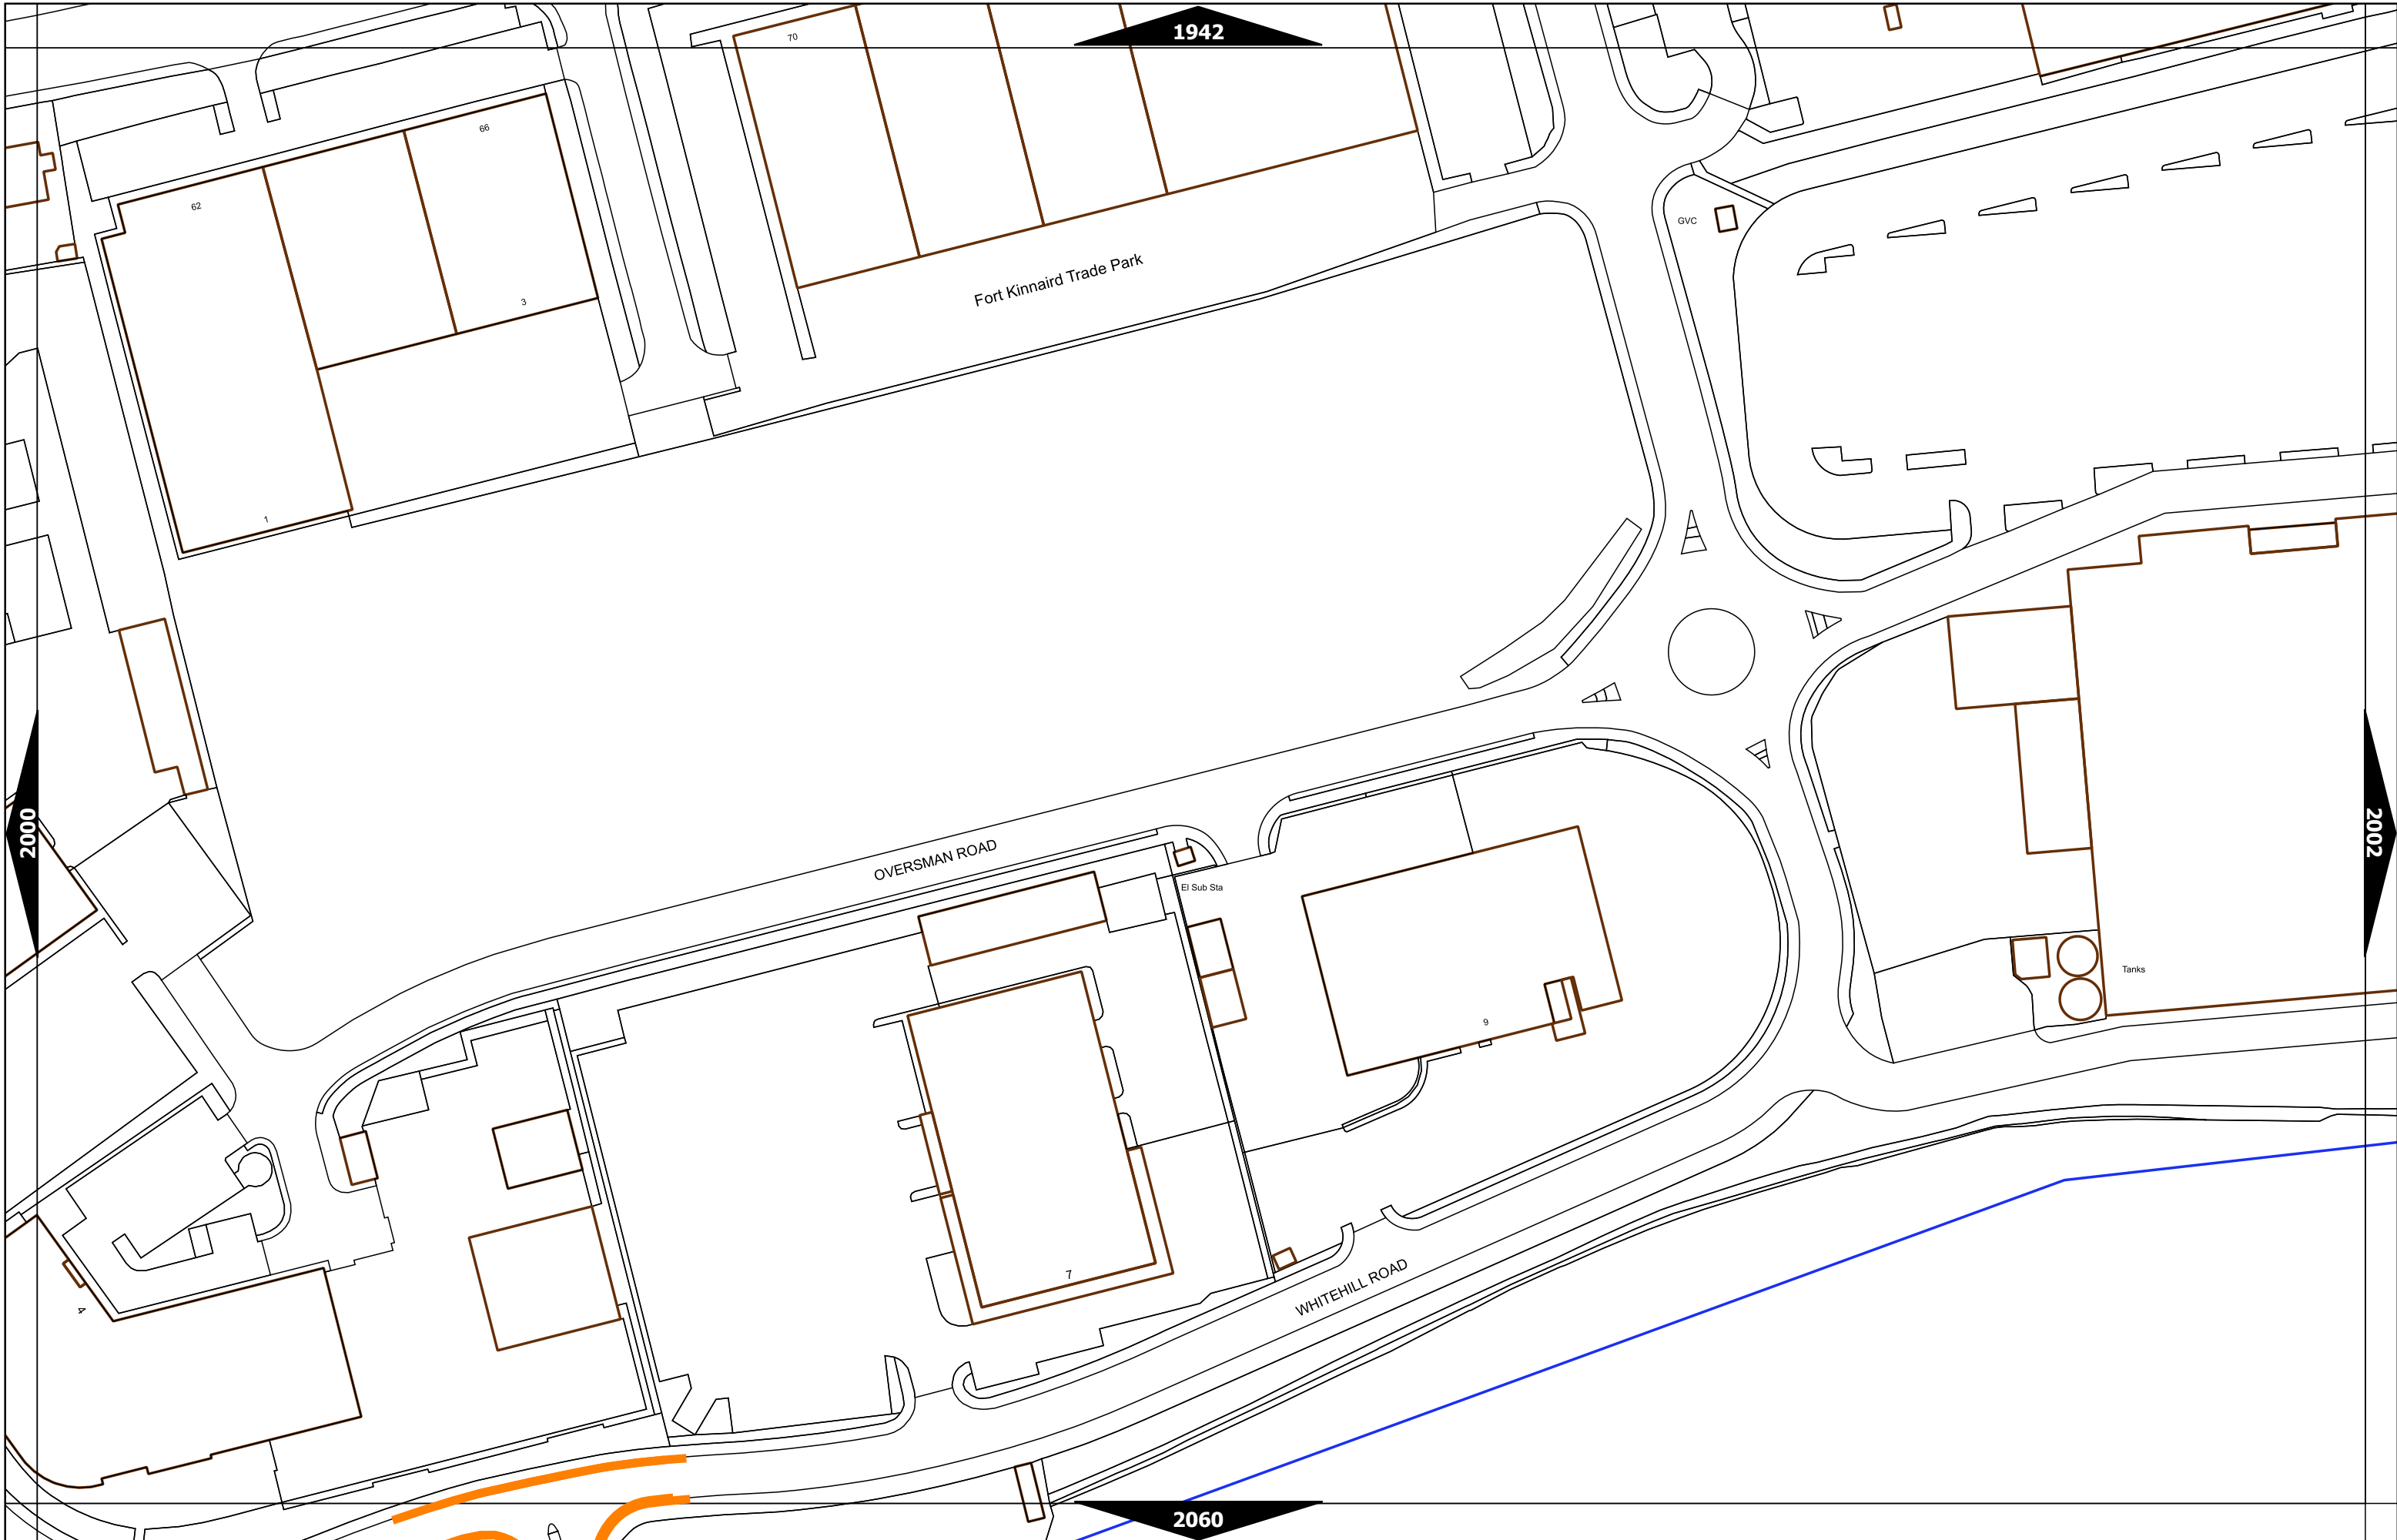 1942
70
66
62
GVC
Fort Kinnaird Trade Park
3
1
2000
2002
OVERSMAN ROAD
El Sub Sta
Tanks
9
7
WHITEHILL ROAD
4
2060